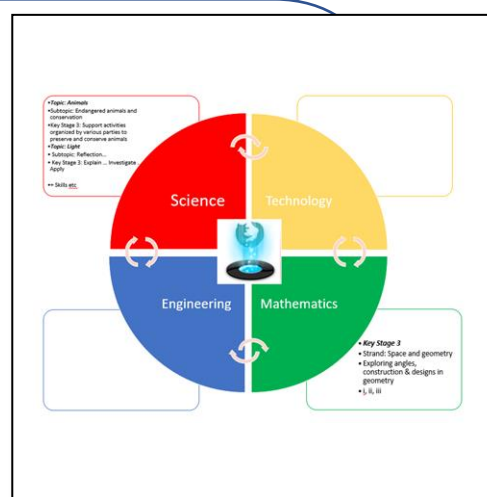 •Topic: Animals
•Subtopic: Endangered animals and
conservation
•Key Stage 3: Support activities
organized by various parties to
preserve and conserve animals
•Topic: Light
• Subtopic: Reflection...
• Key Stage 3: Explain ... Investigate ..
Apply
•• Skills etc
Science
Technology
Engineering
Mathematics
• Key Stage 3
• Strand: Space and geometry
• Exploring angles,
construction & designs in
geometry
• i, ii, iii